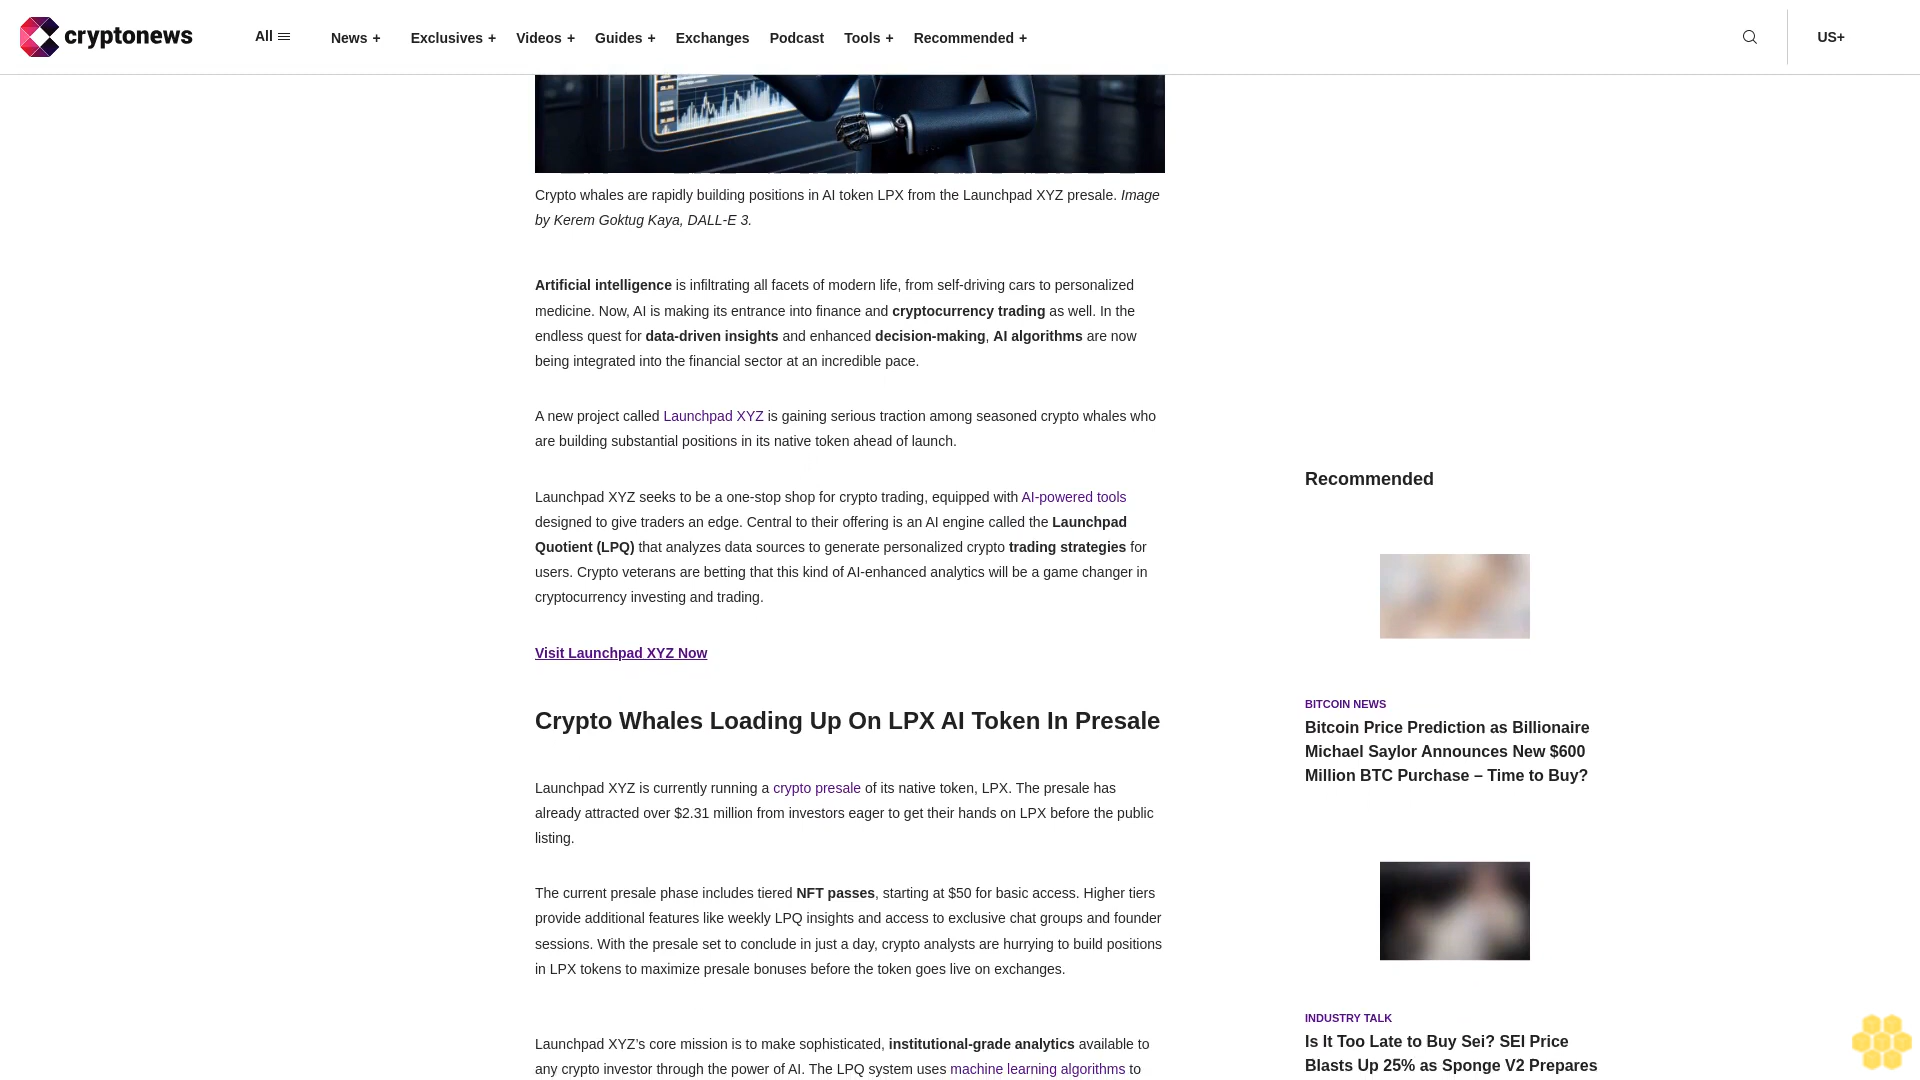 cryptonews
All
News +
Exclusives +
Videos +
Guides +
Exchanges
Podcast
Tools +
Recommended +
US+
Crypto whales are rapidly building positions in AI token LPX from the Launchpad XYZ presale. Image
by Kerem Goktug Kaya, DALL-E 3.
Artificial intelligence is infiltrating all facets of modern life, from self-driving cars to personalized
medicine. Now, AI is making its entrance into finance and cryptocurrency trading as well. In the
endless quest for data-driven insights and enhanced decision-making, AI algorithms are now
being integrated into the financial sector at an incredible pace.
A new project called Launchpad XYZ is gaining serious traction among seasoned crypto whales who
are building substantial positions in its native token ahead of launch.
Launchpad XYZ seeks to be a one-stop shop for crypto trading, equipped with AI-powered tools
designed to give traders an edge. Central to their offering is an AI engine called the Launchpad
Quotient (LPQ) that analyzes data sources to generate personalized crypto trading strategies for
users. Crypto veterans are betting that this kind of AI-enhanced analytics will be a game changer in
cryptocurrency investing and trading.
Visit Launchpad XYZ Now
Crypto Whales Loading Up On LPX AI Token In Presale
Launchpad XYZ is currently running a crypto presale of its native token, LPX. The presale has
already attracted over $2.31 million from investors eager to get their hands on LPX before the public
listing.
The current presale phase includes tiered NFT passes, starting at $50 for basic access. Higher tiers
provide additional features like weekly LPQ insights and access to exclusive chat groups and founder
sessions. With the presale set to conclude in just a day, crypto analysts are hurrying to build positions
in LPX tokens to maximize presale bonuses before the token goes live on exchanges.
Launchpad XYZ’s core mission is to make sophisticated, institutional-grade analytics available to
any crypto investor through the power of AI. The LPQ system uses machine learning algorithms to
Recommended
BITCOIN NEWS
Bitcoin Price Prediction as Billionaire
Michael Saylor Announces New $600
Million BTC Purchase – Time to Buy?
INDUSTRY TALK
Is It Too Late to Buy Sei? SEI Price
Blasts Up 25% as Sponge V2 Prepares